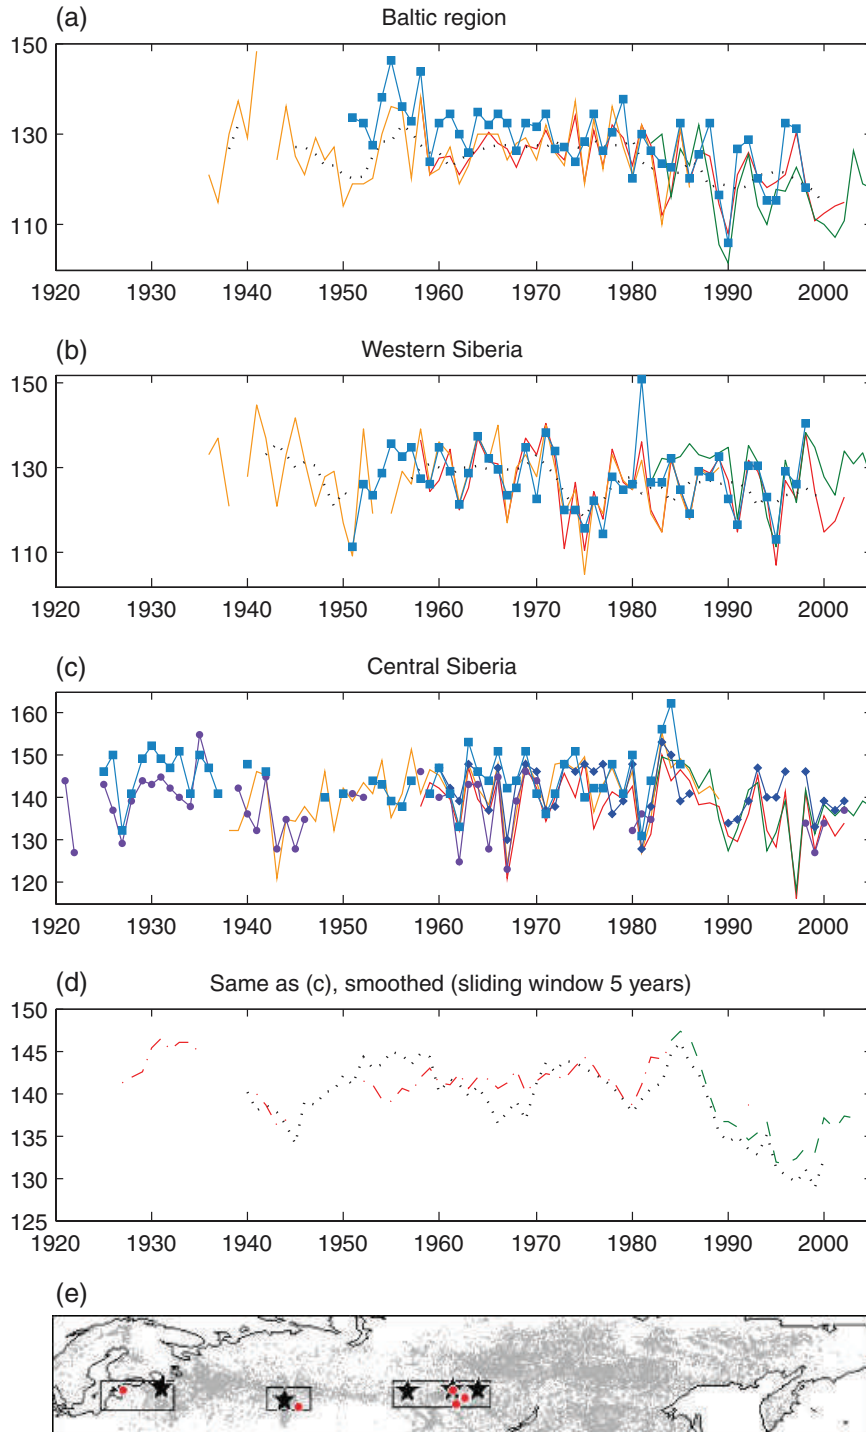 (a) Baltic region
150
130
110
1920 1930 1940 1950 1960 1970 1980 1990 2000
(b) Western Siberia
150
130
110
1920 1930 1940 1950 1960 1970 1980 1990 2000
(c) Central Siberia
160
150
140
130
120
1920 1930 1940 1950 1960 1970 1980 1990 2000
(d) Same as (c), smoothed (sliding window 5 years)
150
145
140
135
130
125
1920 1930 1940 1950 1960 1970 1980 1990 2000
(e)